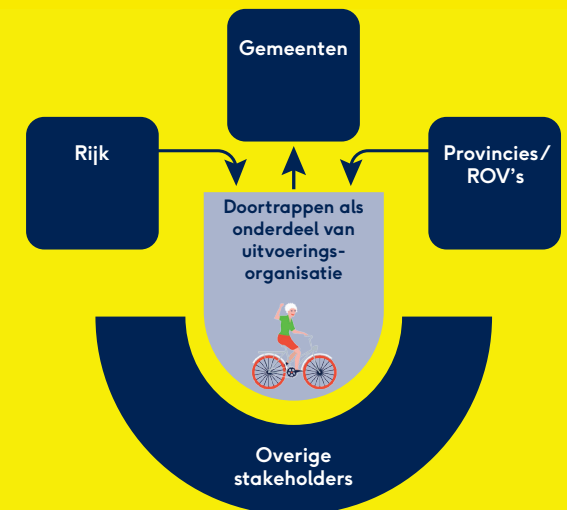 Gemeenten
Rijk
Provincies/
ROV's
Doortrappen als
onderdeel van
uitvoerings-
organisatie
Overige
stakeholders